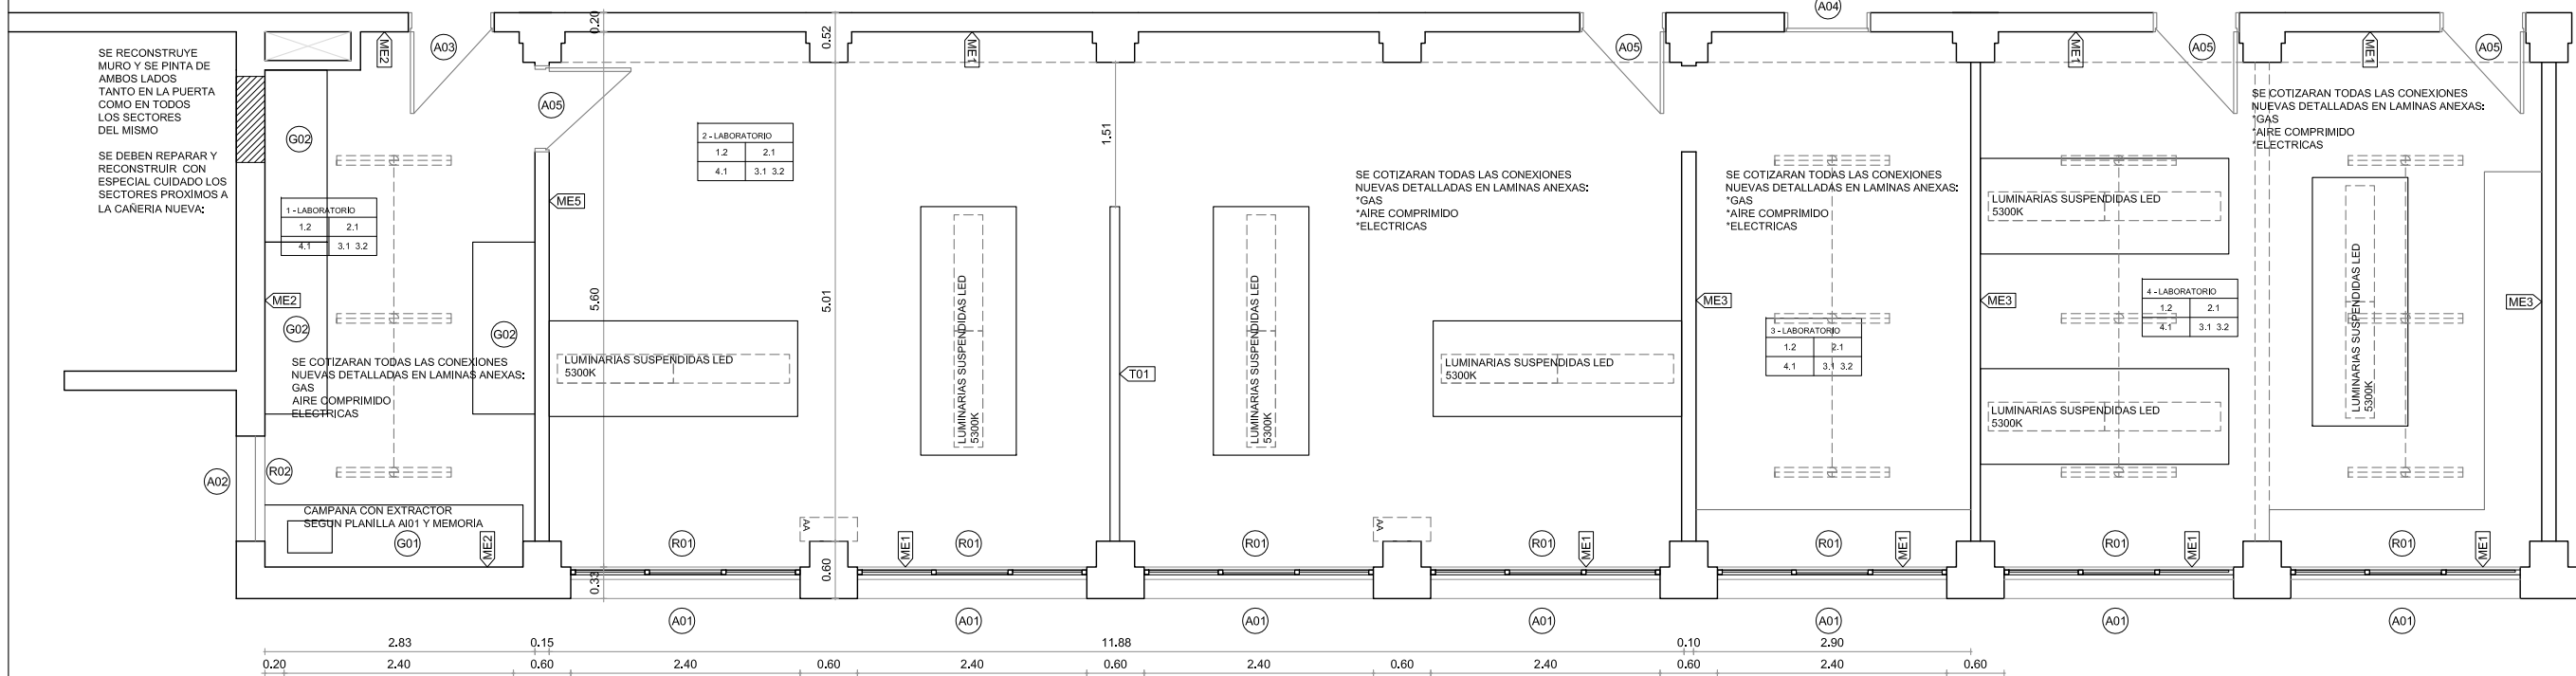 A04
0.20
0.52
SE RECONSTRUYE
MURO Y SE PINTA DE
AMBOS LADOS
TANTO EN LA PUERTA
COMO EN TODOS
LOS SECTORES
DEL MISMO
SE DEBEN REPARAR Y
RECONSTRUIR CON
ESPECIAL CUIDADO LOS
SECTORES PROXIMOS A
LA CAÑERIA NUEVA:
ME2
A03
A05
ME1
A05
ME1
A05
ME1
A05
G02
1 - LABORATORIO
1.2 2.1
4.1 3.1 3.2
2 - LABORATORIO
1.2 2.1
4.1 3.1 3.2
1.51
SE COTIZARAN TODAS LAS CONEXIONES
NUEVAS DETALLADAS EN LAMINAS ANEXAS:
*GAS
*AIRE COMPRIMIDO
*ELECTRICAS
SE COTIZARAN TODAS LAS CONEXIONES
NUEVAS DETALLADAS EN LAMINAS ANEXAS:
*GAS
*AIRE COMPRIMIDO
*ELECTRICAS
SE COTIZARAN TODAS LAS CONEXIONES
NUEVAS DETALLADAS EN LAMINAS ANEXAS:
*GAS
*AIRE COMPRIMIDO
*ELECTRICAS
ME5
LUMINARIAS SUSPENDIDAS LED
5300K
ME2
G02
G02
5.60
5.01
LUMINARIAS SUSPENDIDAS LED
5300K
LUMINARIAS SUSPENDIDAS LED
5300K
ME3
3 - LABORATORIO
1.2 2.1
4.1 3.1 3.2
ME3
4 - LABORATORIO
1.2 2.1
4.1 3.1 3.2
LUMINARIAS SUSPENDIDAS LED
5300K
ME3
SE COTIZARAN TODAS LAS CONEXIONES
NUEVAS DETALLADAS EN LAMINAS ANEXAS:
GAS
AIRE COMPRIMIDO
ELECTRICAS
LUMINARIAS SUSPENDIDAS LED
5300K
T01
LUMINARIAS SUSPENDIDAS LED
5300K
LUMINARIAS SUSPENDIDAS LED
5300K
A02
R02
CAMPANA CON EXTRACTOR
SEGUN PLANILLA AI01 Y MEMORIA
G01
ME2
R01
AA
ME1
R01
R01
AA
R01
ME1
R01
ME1
R01
ME1
R01
ME1
0.33
0.60
A01
A01
A01
A01
A01
A01
A01
2.83 0.15 11.88 0.10 2.90
0.20 2.40 0.60 2.40 0.60 2.40 0.60 2.40 0.60 2.40 0.60 2.40 0.60